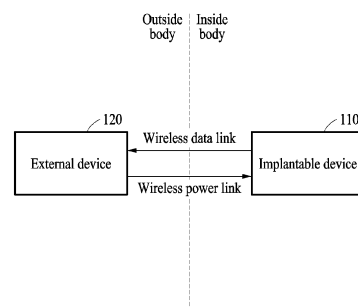 Outside Inside
body body
120
110
Wireless data link
External device
Implantable device
Wireless power link